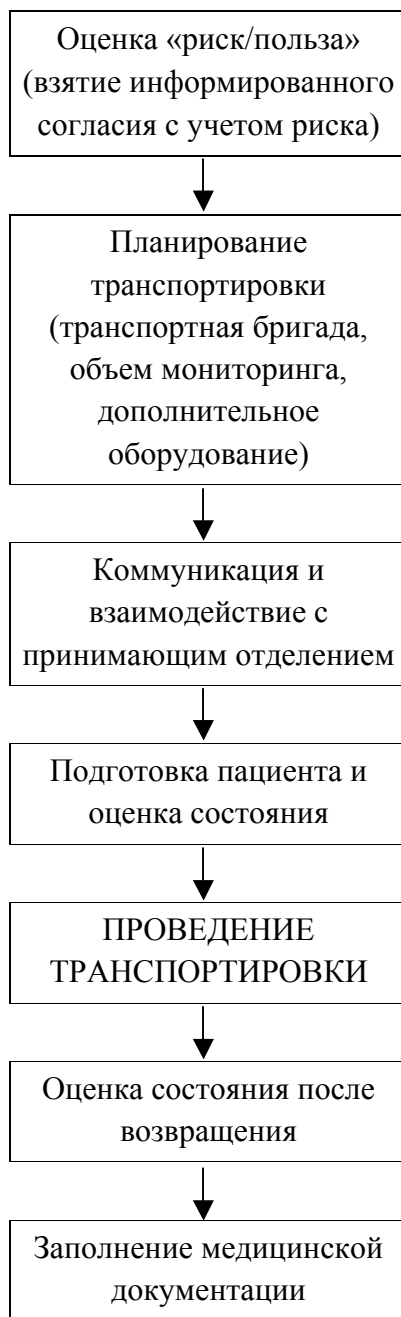 Оценка «риск/польза»
(взятие информированного
согласия с учетом риска)
Планирование
транспортировки
(транспортная бригада,
объем мониторинга,
дополнительное
оборудование)
Коммуникация и
взаимодействие с
принимающим отделением
Подготовка пациента и
оценка состояния
ПРОВЕДЕНИЕ
ТРАНСПОРТИРОВКИ
Оценка состояния после
возвращения
Заполнение медицинской
документации